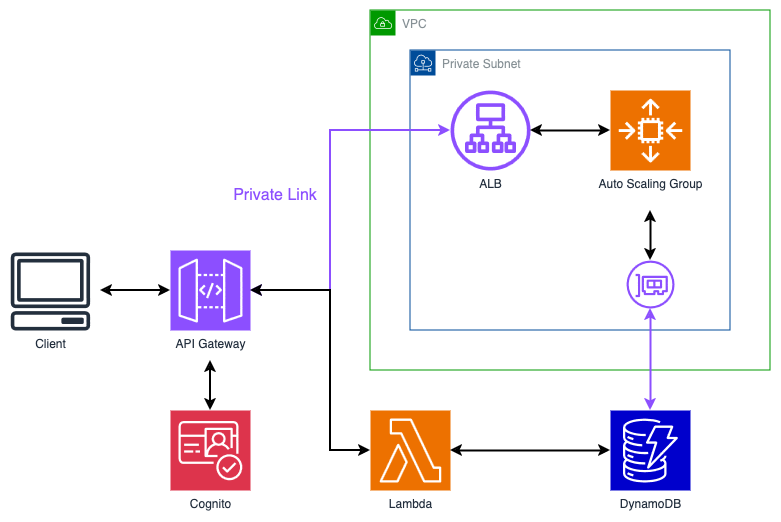 VPC
Private Subnet
ALB
Auto Scaling Group
Private Link
Client
API Gateway
</>
Cognito
Lambda
DynamoDB